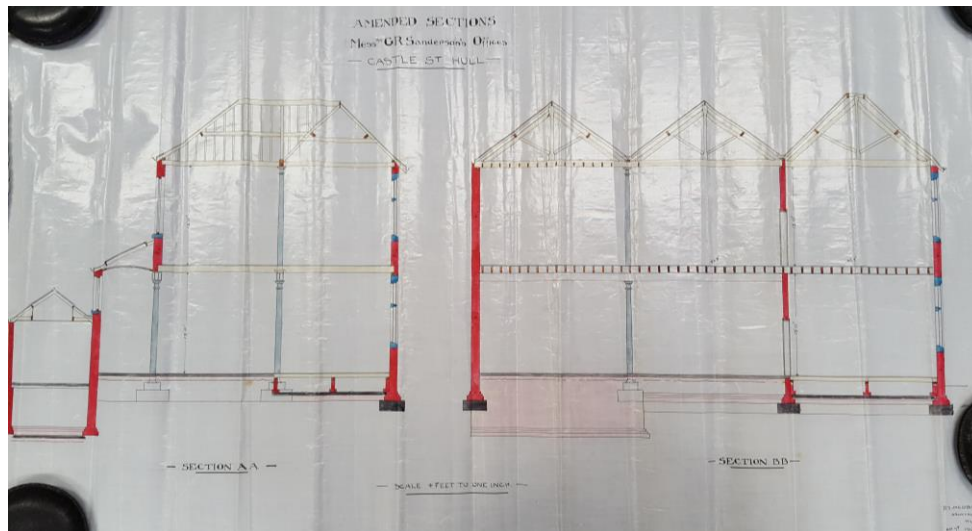 AMENDED SECTIONS
Messrs GR Sanderson's Offices
— CASTLE ST. HULL —
— SECTION AA —
— SECTION BB —
— SCALE 4 FEET TO ONE INCH —